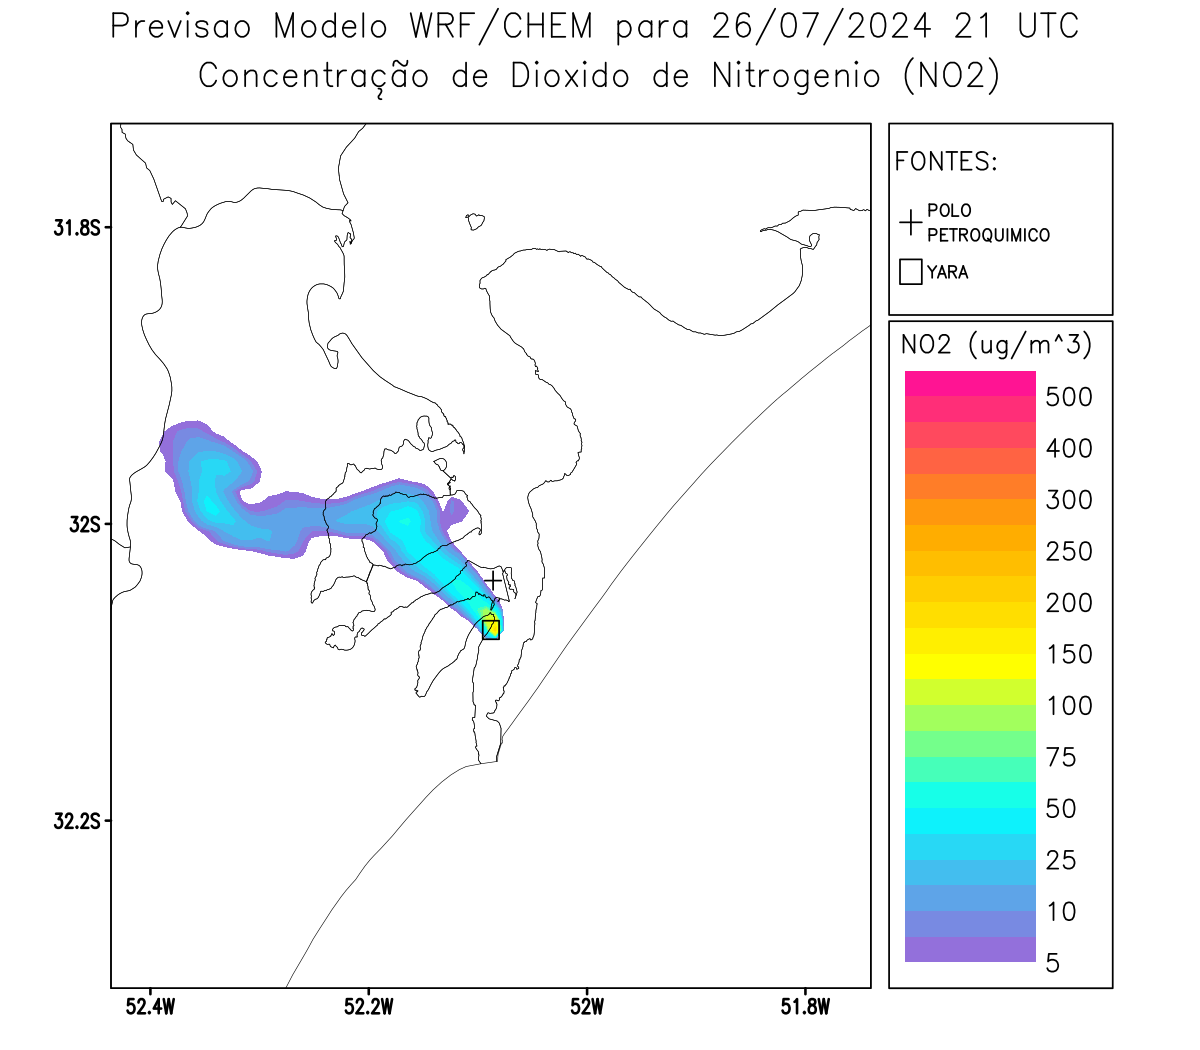 Previsao Modelo WRF/CHEM para 26/07/2024 21 UTC
Concentração de Dioxido de Nitrogenio (NO2)
FONTES:
POLO
PETROQUIMICO
YARA
31.8S
32S
32.2S
52.4W
52.2W
52W
51.8W
NO2 (ug/m^3)
500
400
300
250
200
150
100
75
50
25
10
5